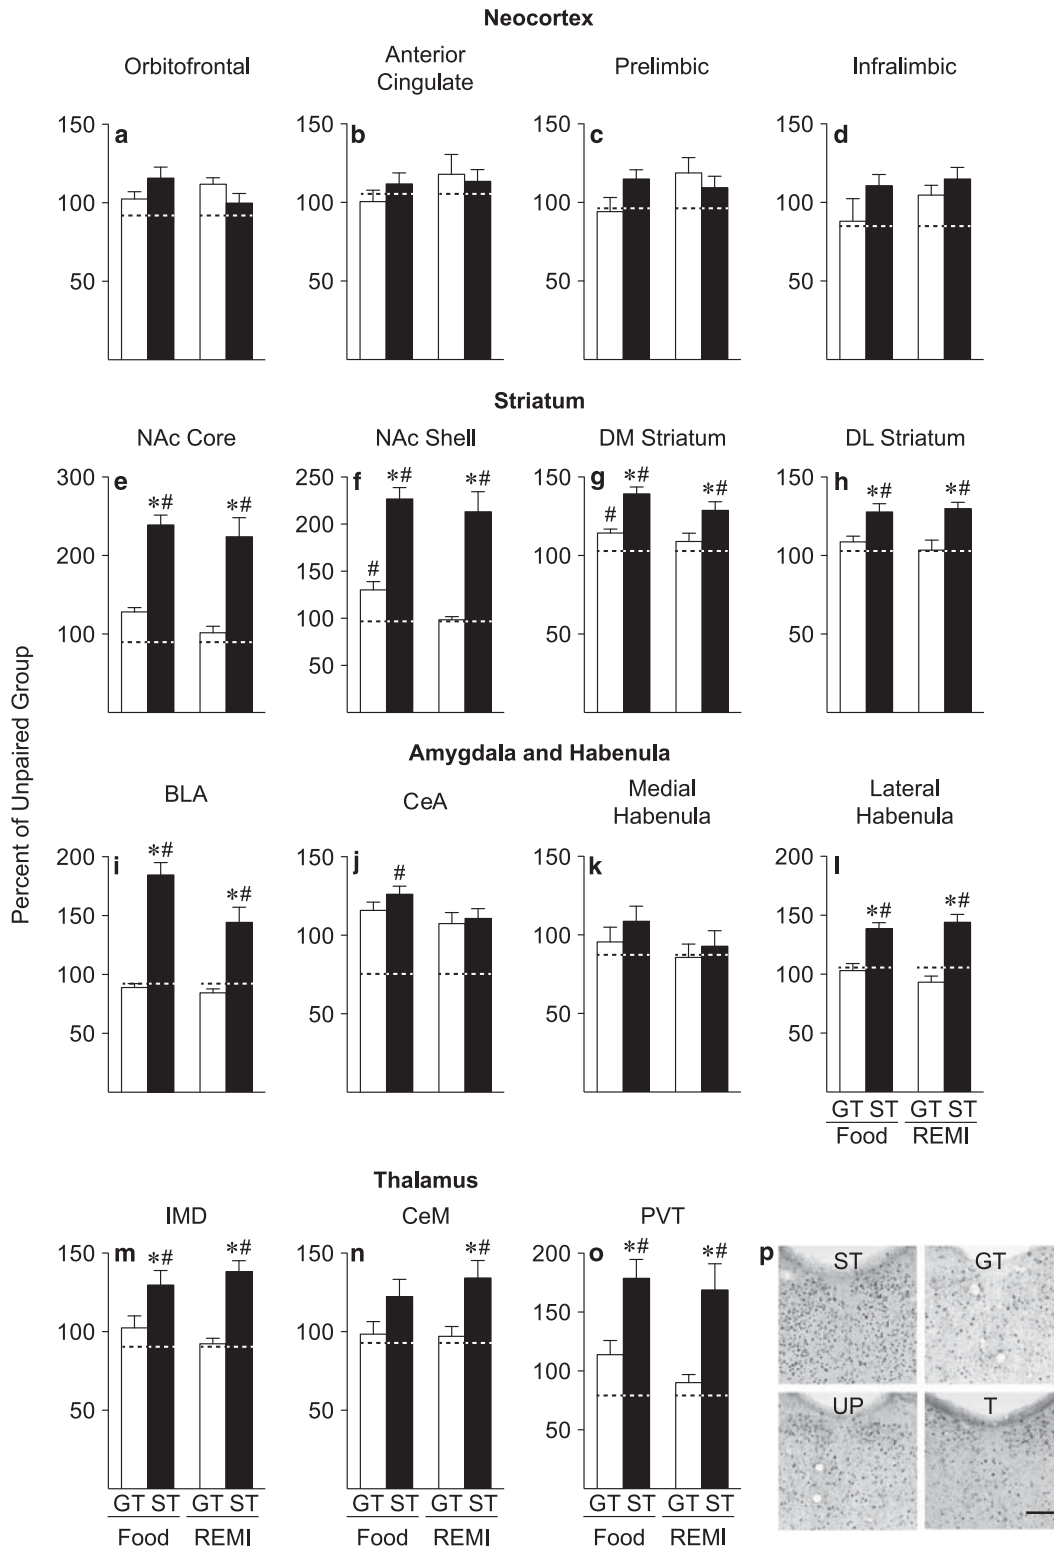 Neocortex
Orbitofrontal
Anterior
Cingulate
Prelimbic
Infralimbic
a
150
100
50
b
150
100
50
c
150
100
50
d
150
100
50
Percent of Unpaired Group
Striatum
NAc Core
NAc Shell
DM Striatum
DL Striatum
e
300
200
100
*#
*#
f
250
200
150
100
50
#
*#
*#
g
150
100
50
#
*#
*#
h
150
100
50
*#
*#
Amygdala and Habenula
BLA
CeA
Medial
Habenula
Lateral
Habenula
i
200
150
100
50
*#
*#
j
150
100
50
#
k
150
100
50
l
200
150
100
50
*#
*#
GT ST GT ST
Food REMI
Thalamus
IMD
CeM
PVT
m
150
100
50
*#
*#
n
150
100
50
*#
o
200
150
100
50
*#
*#
GT ST GT ST
Food REMI
GT ST GT ST
Food REMI
GT ST GT ST
Food REMI
p
ST
GT
UP
T